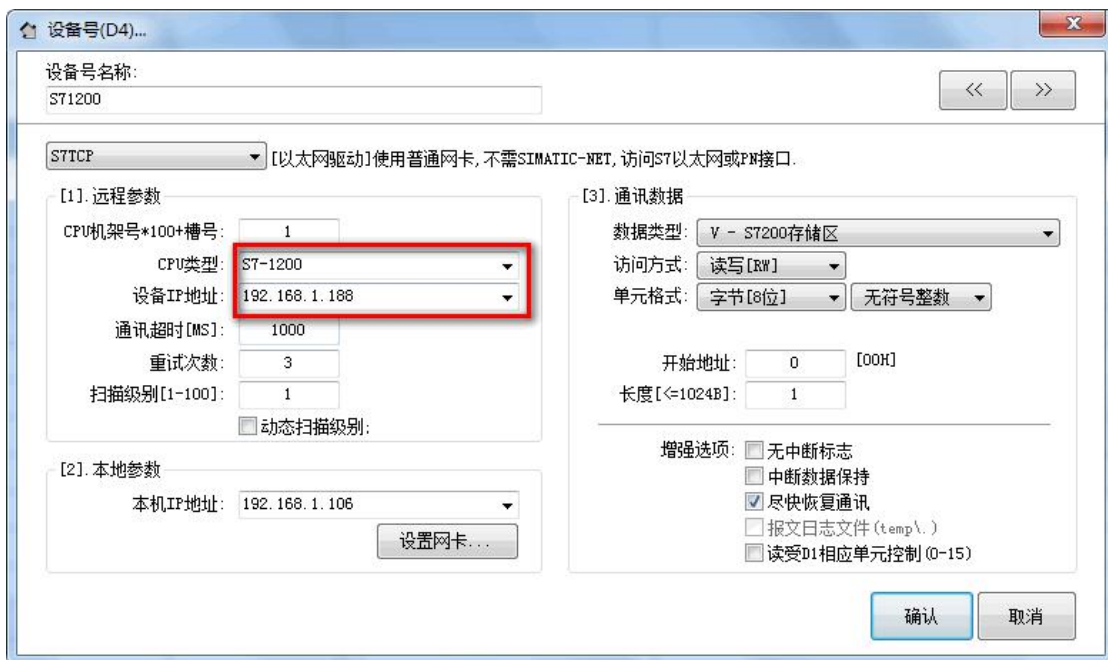 设备号(D4)...
设备号名称:
S71200
<< >>
S7TCP [以太网驱动]使用普通网卡,不需SIMATIC-NET,访问S7以太网或PN接口.
[1].远程参数
CPU机架号*100+槽号: 1
CPU类型: S7-1200
设备IP地址: 192.168.1.188
通讯超时[MS]: 1000
重试次数: 3
扫描级别[1-100]: 1
动态扫描级别;
[2].本地参数
本机IP地址: 192.168.1.106
设置网卡...
[3].通讯数据
数据类型: V - S7200存储区
访问方式: 读写[RW]
单元格式: 字节[8位] 无符号整数
开始地址: 0 [00H]
长度[<=1024B]: 1
增强选项: 无中断标志
中断数据保持
尽快恢复通讯
报文日志文件(temp\.)
读受D1相应单元控制(0-15)
确认 取消